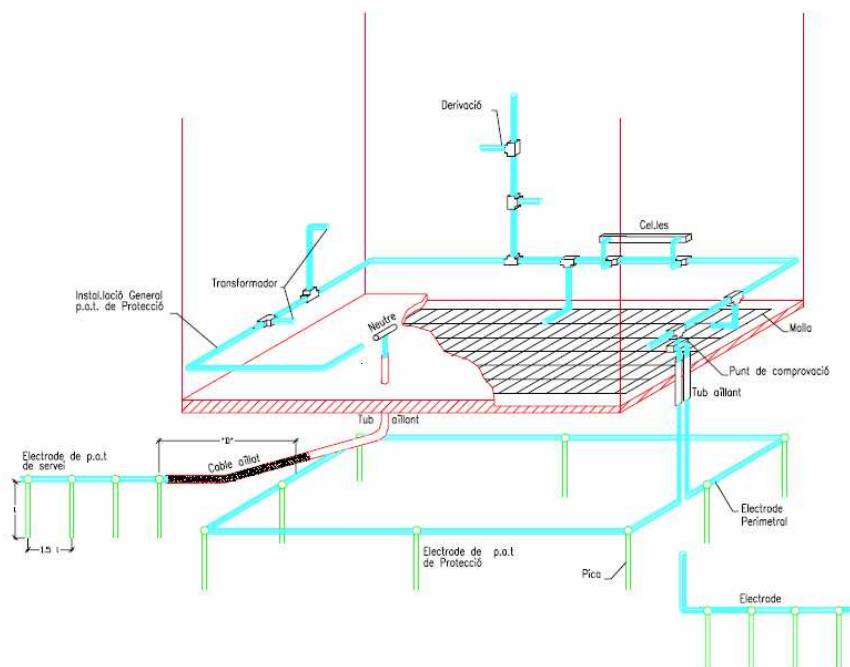 Derivació
Cel.les
Transformador
Instal.lació General
p.a.t. de Protecció
Neutre
Malla
Punt de comprovació
Tub aïllant
Tub aïllant
"D"
Electrode de p.a.t
de servei
Cable aïllat
L
1.5 l
Electrode
Perimetral
Electrode de p.a.t
de Protecció
Pica
Electrode